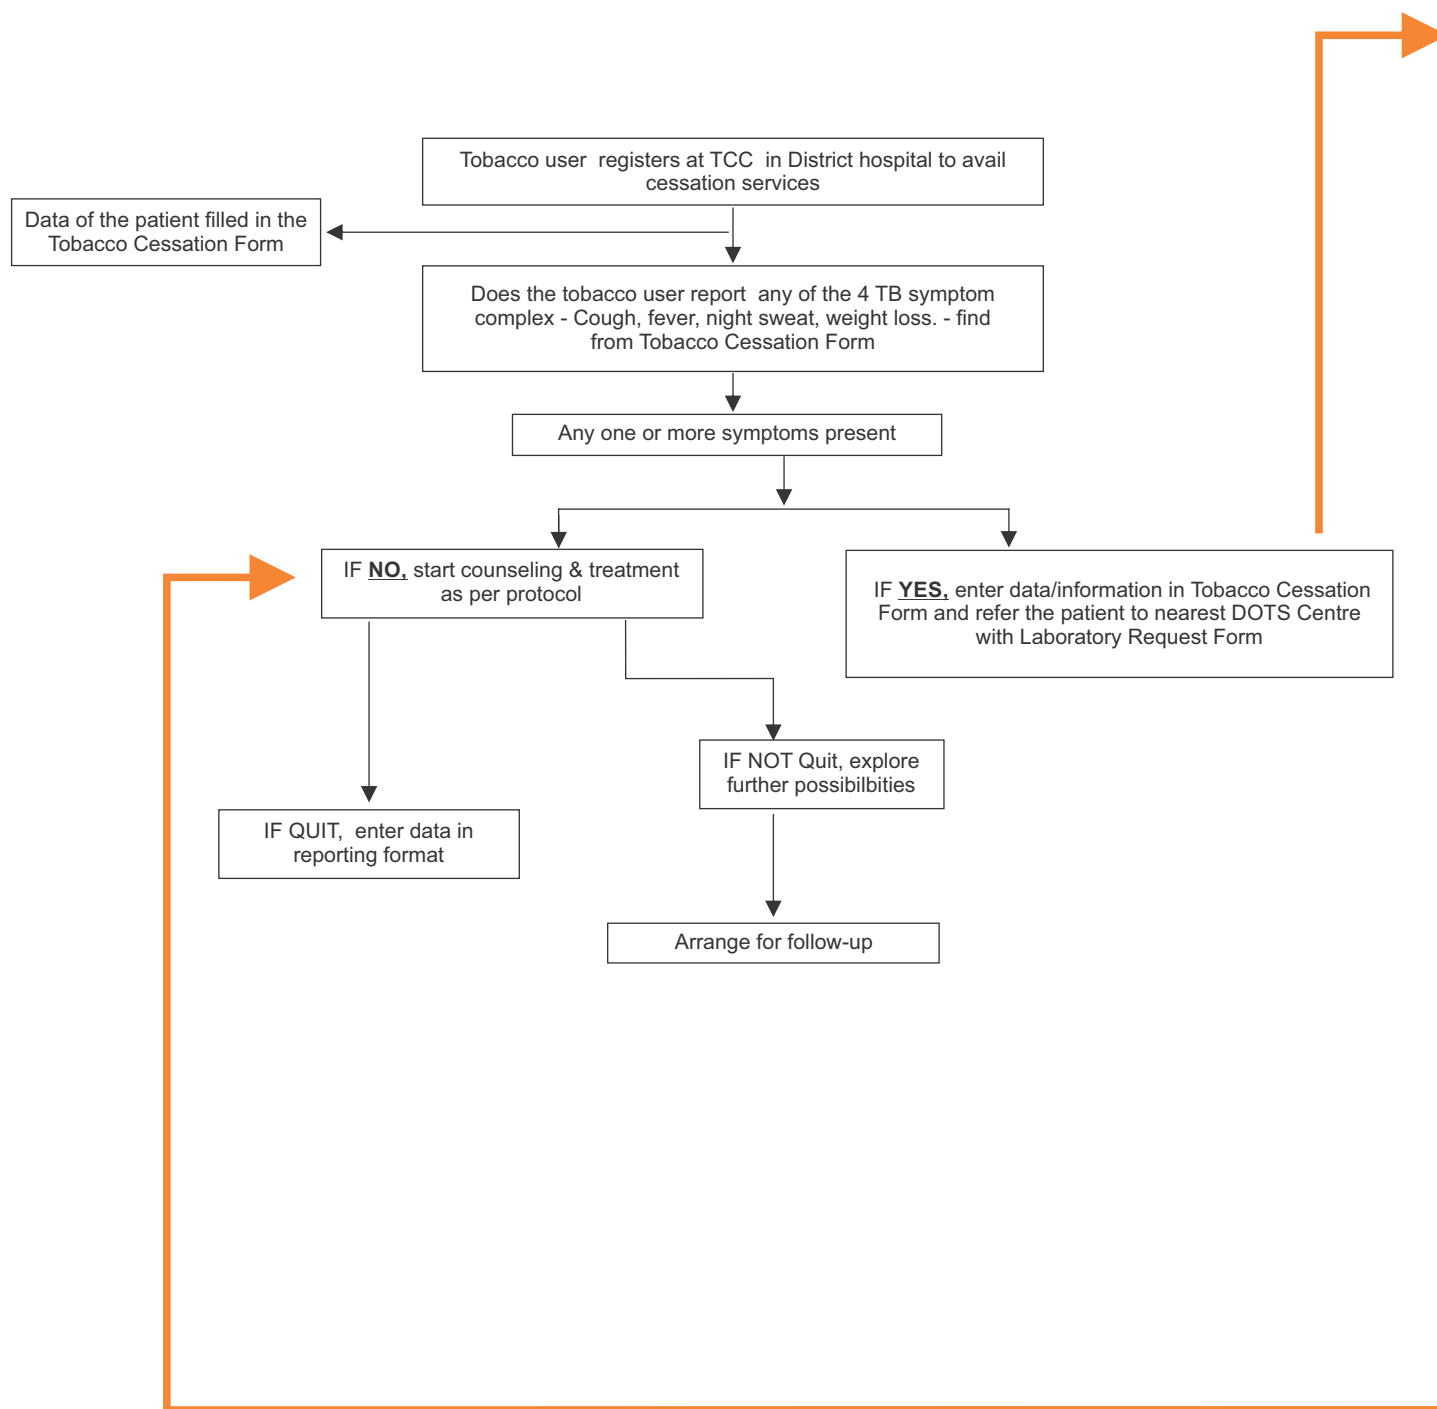 Tobacco user registers at TCC in District hospital to avail
cessation services
Data of the patient filled in the
Tobacco Cessation Form
Does the tobacco user report any of the 4 TB symptom
complex - Cough, fever, night sweat, weight loss. - find
from Tobacco Cessation Form
Any one or more symptoms present
IF NO, start counseling & treatment
as per protocol
IF YES, enter data/information in Tobacco Cessation
Form and refer the patient to nearest DOTS Centre
with Laboratory Request Form
IF NOT Quit, explore
further possibilbities
IF QUIT, enter data in
reporting format
Arrange for follow-up